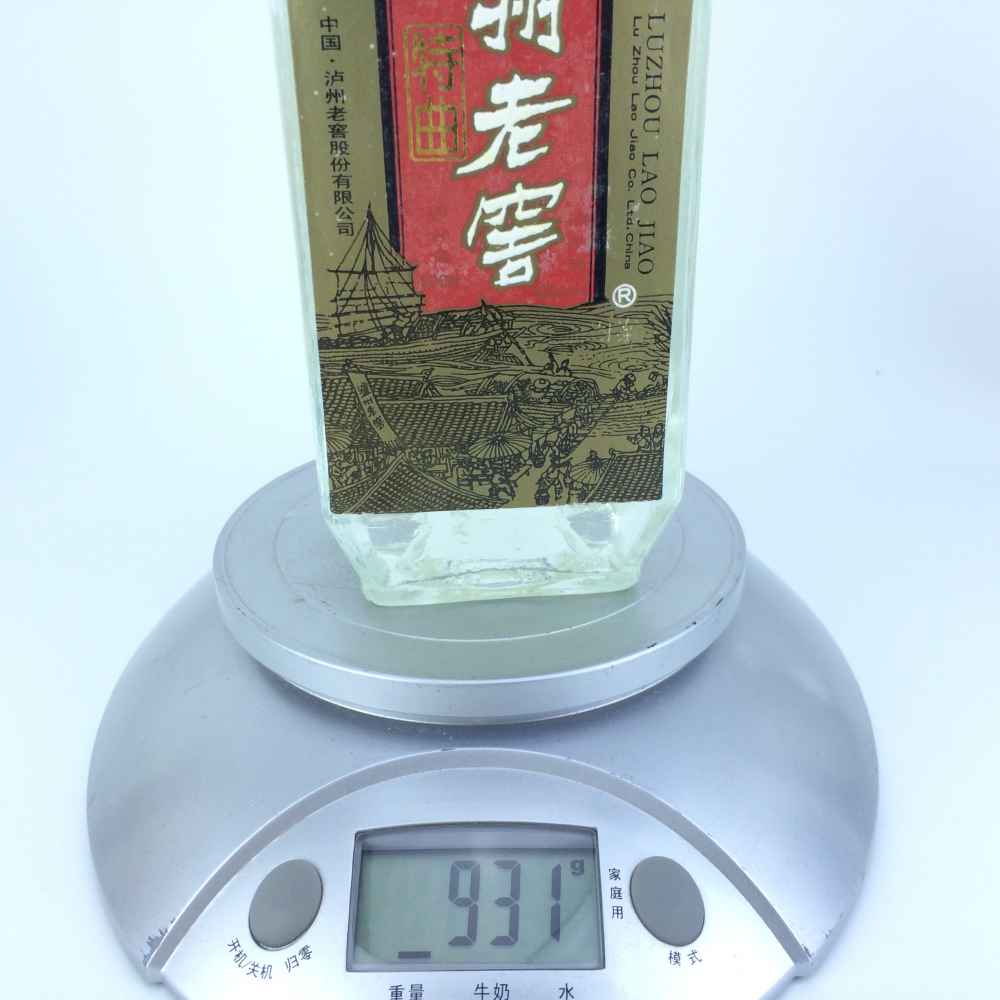 中国·泸州老窖股份有限公司
特曲
老窖
LUZHOU LAO JIAO
Lu Zhou Lao Jiao Co. Ltd. China
®
931 g
家庭用
开机/关机 归零
模式
重量 牛奶 水